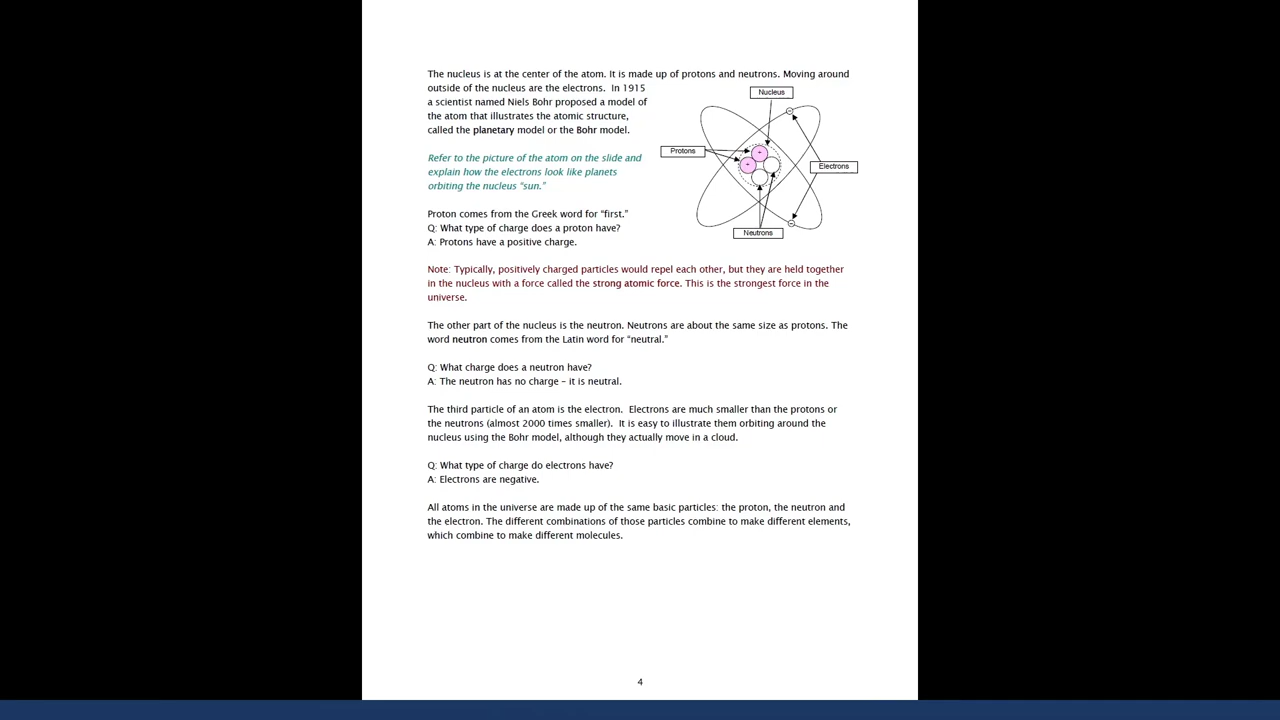 The nucleus is at the center of the atom. It is made up of protons and neutrons. Moving around
outside of the nucleus are the electrons. In 1915
a scientist named Niels Bohr proposed a model of
the atom that illustrates the atomic structure,
called the planetary model or the Bohr model.
Nucleus
Protons
Electrons
Neutrons
+
+
−
−
Refer to the picture of the atom on the slide and
explain how the electrons look like planets
orbiting the nucleus “sun.”
Proton comes from the Greek word for “first.”
Q: What type of charge does a proton have?
A: Protons have a positive charge.
Note: Typically, positively charged particles would repel each other, but they are held together
in the nucleus with a force called the strong atomic force. This is the strongest force in the
universe.
The other part of the nucleus is the neutron. Neutrons are about the same size as protons. The
word neutron comes from the Latin word for “neutral.”
Q: What charge does a neutron have?
A: The neutron has no charge – it is neutral.
The third particle of an atom is the electron. Electrons are much smaller than the protons or
the neutrons (almost 2000 times smaller). It is easy to illustrate them orbiting around the
nucleus using the Bohr model, although they actually move in a cloud.
Q: What type of charge do electrons have?
A: Electrons are negative.
All atoms in the universe are made up of the same basic particles: the proton, the neutron and
the electron. The different combinations of those particles combine to make different elements,
which combine to make different molecules.
4